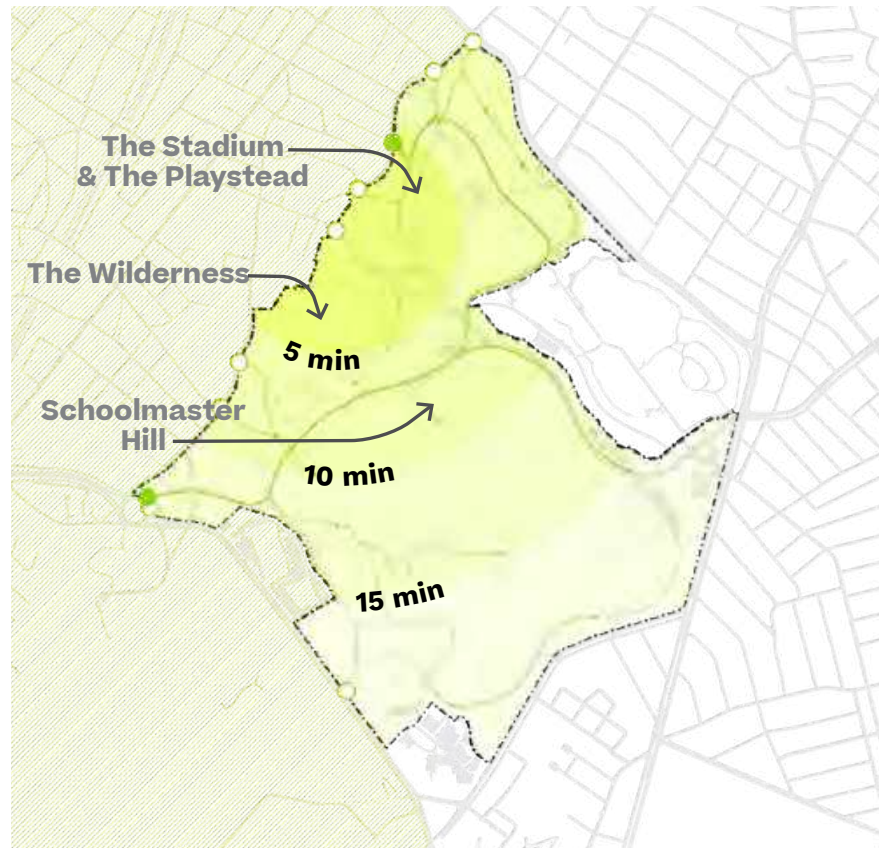 The Stadium
& The Playstead
The Wilderness
5 min
Schoolmaster
Hill
10 min
15 min